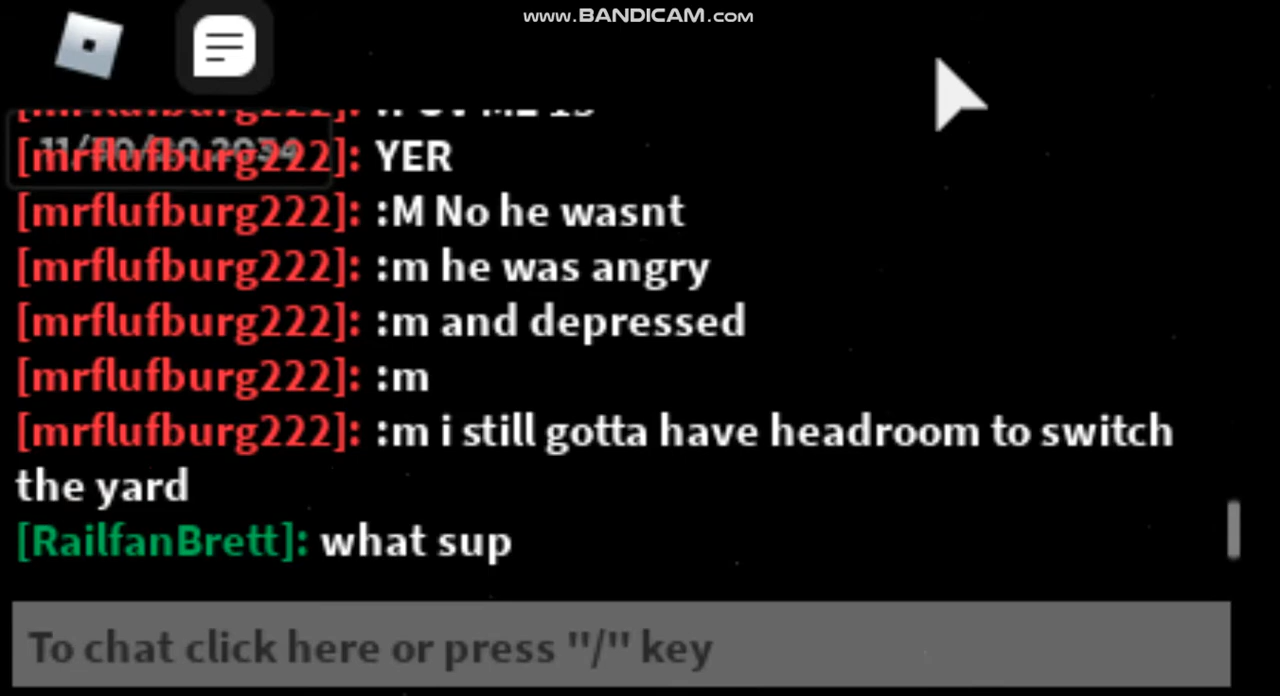 www.BANDICAM.com
[mrflufburg222]:
[mrflufburg222]: YER
[mrflufburg222]: :M No he wasnt
[mrflufburg222]: :m he was angry
[mrflufburg222]: :m and depressed
[mrflufburg222]: :m
[mrflufburg222]: :m i still gotta have headroom to switch
the yard
[RailfanBrett]: what sup
To chat click here or press "/" key